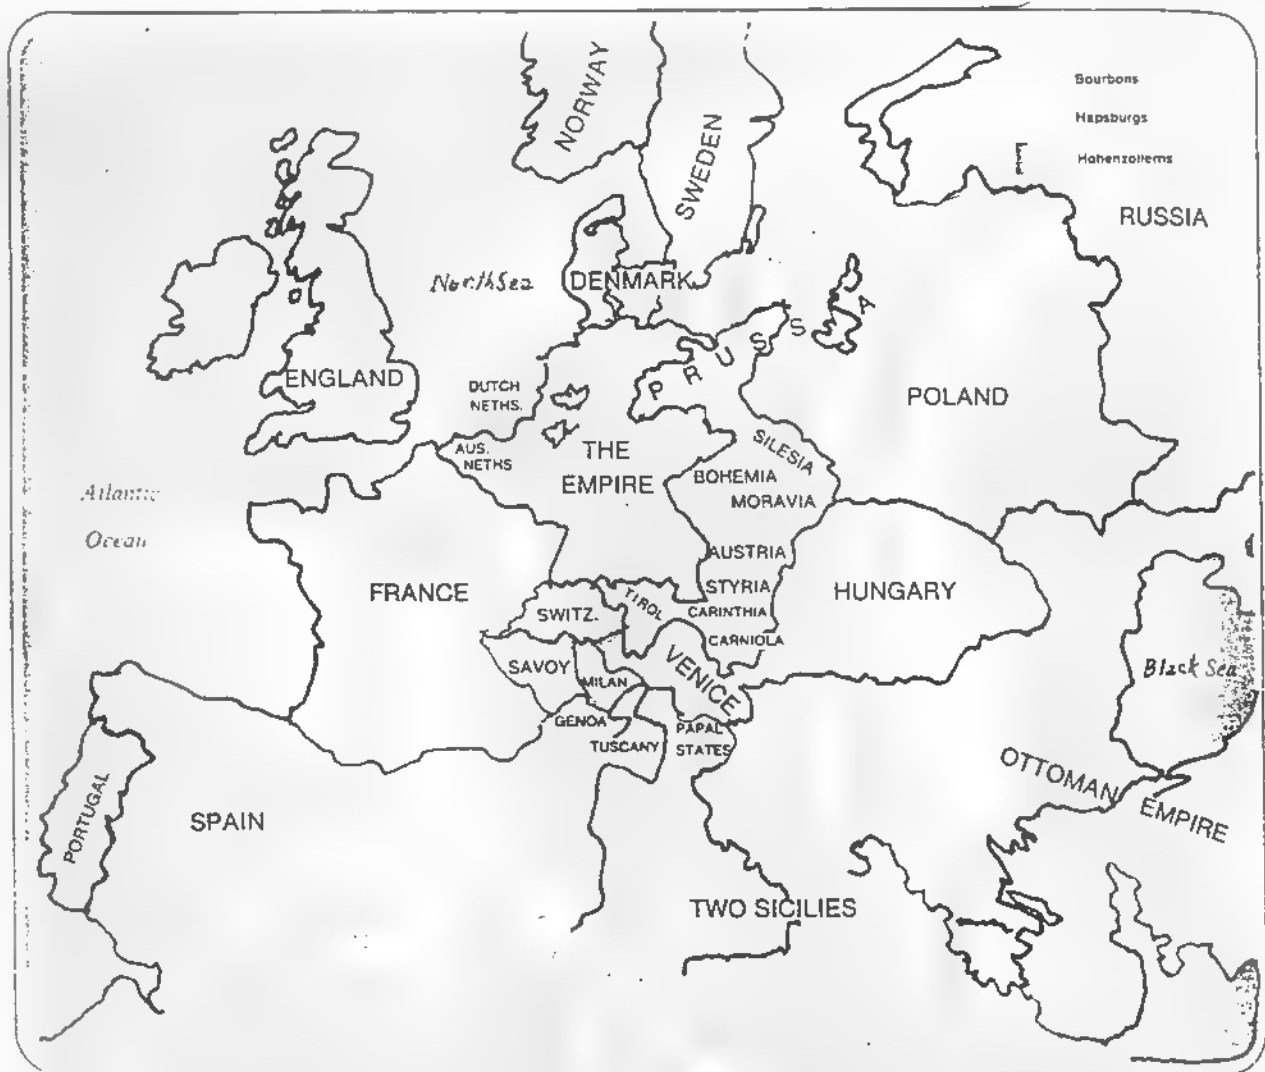 Bourbons
Hapsburgs
Hohenzollerns
NORWAY
SWEDEN
RUSSIA
North Sea
DENMARK
PRUSSIA
ENGLAND
DUTCH
NETHS.
POLAND
AUS.
NETHS
THE
EMPIRE
SILESIA
BOHEMIA
MORAVIA
Atlantic
Ocean
AUSTRIA
FRANCE
STYRIA
HUNGARY
TIROL
SWITZ.
CARINTHIA
CARNIOLA
SAVOY
MILAN
VENICE
Black Sea
GENOA
TUSCANY
PAPAL
STATES
OTTOMAN EMPIRE
PORTUGAL
SPAIN
TWO SICILIES